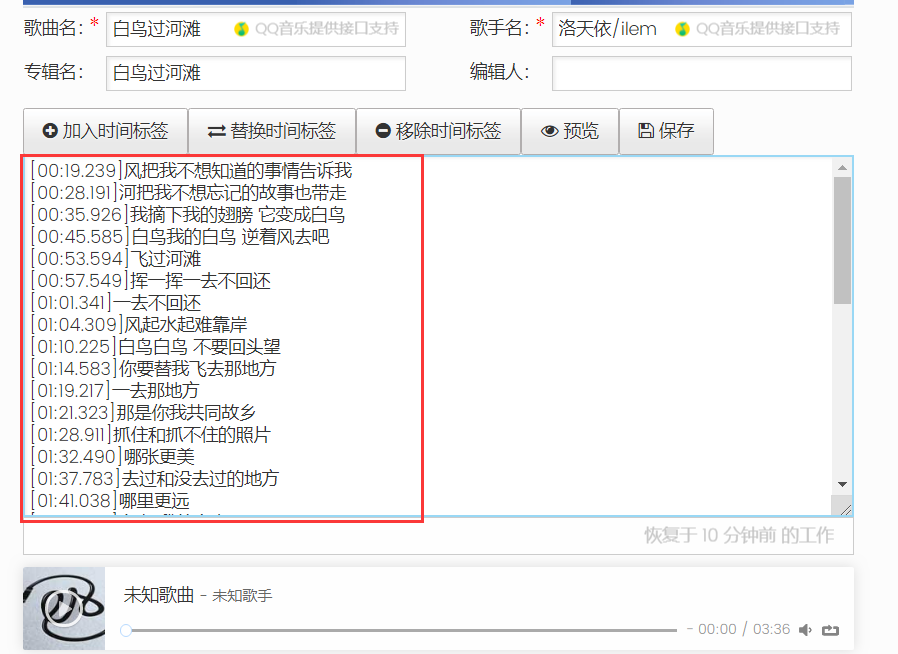 歌曲名：* 白鸟过河滩 QQ音乐提供接口支持 歌手名：* 洛天依/ilem QQ音乐提供接口支持
专辑名： 白鸟过河滩 编辑人：
加入时间标签 替换时间标签 移除时间标签 预览 保存
[00:19.239]风把我不想知道的事情告诉我
[00:28.191]河把我不想忘记的故事也带走
[00:35.926]我摘下我的翅膀 它变成白鸟
[00:45.585]白鸟我的白鸟 逆着风去吧
[00:53.594]飞过河滩
[00:57.549]挥一挥一去不回还
[01:01.341]一去不回还
[01:04.309]风起水起难靠岸
[01:10.225]白鸟白鸟 不要回头望
[01:14.583]你要替我飞去那地方
[01:19.217]一去那地方
[01:21.323]那是你我共同故乡
[01:28.911]抓住和抓不住的照片
[01:32.490]哪张更美
[01:37.783]去过和没去过的地方
[01:41.038]哪里更远
恢复于 10 分钟前 的工作
未知歌曲 - 未知歌手
- 00:00 / 03:36